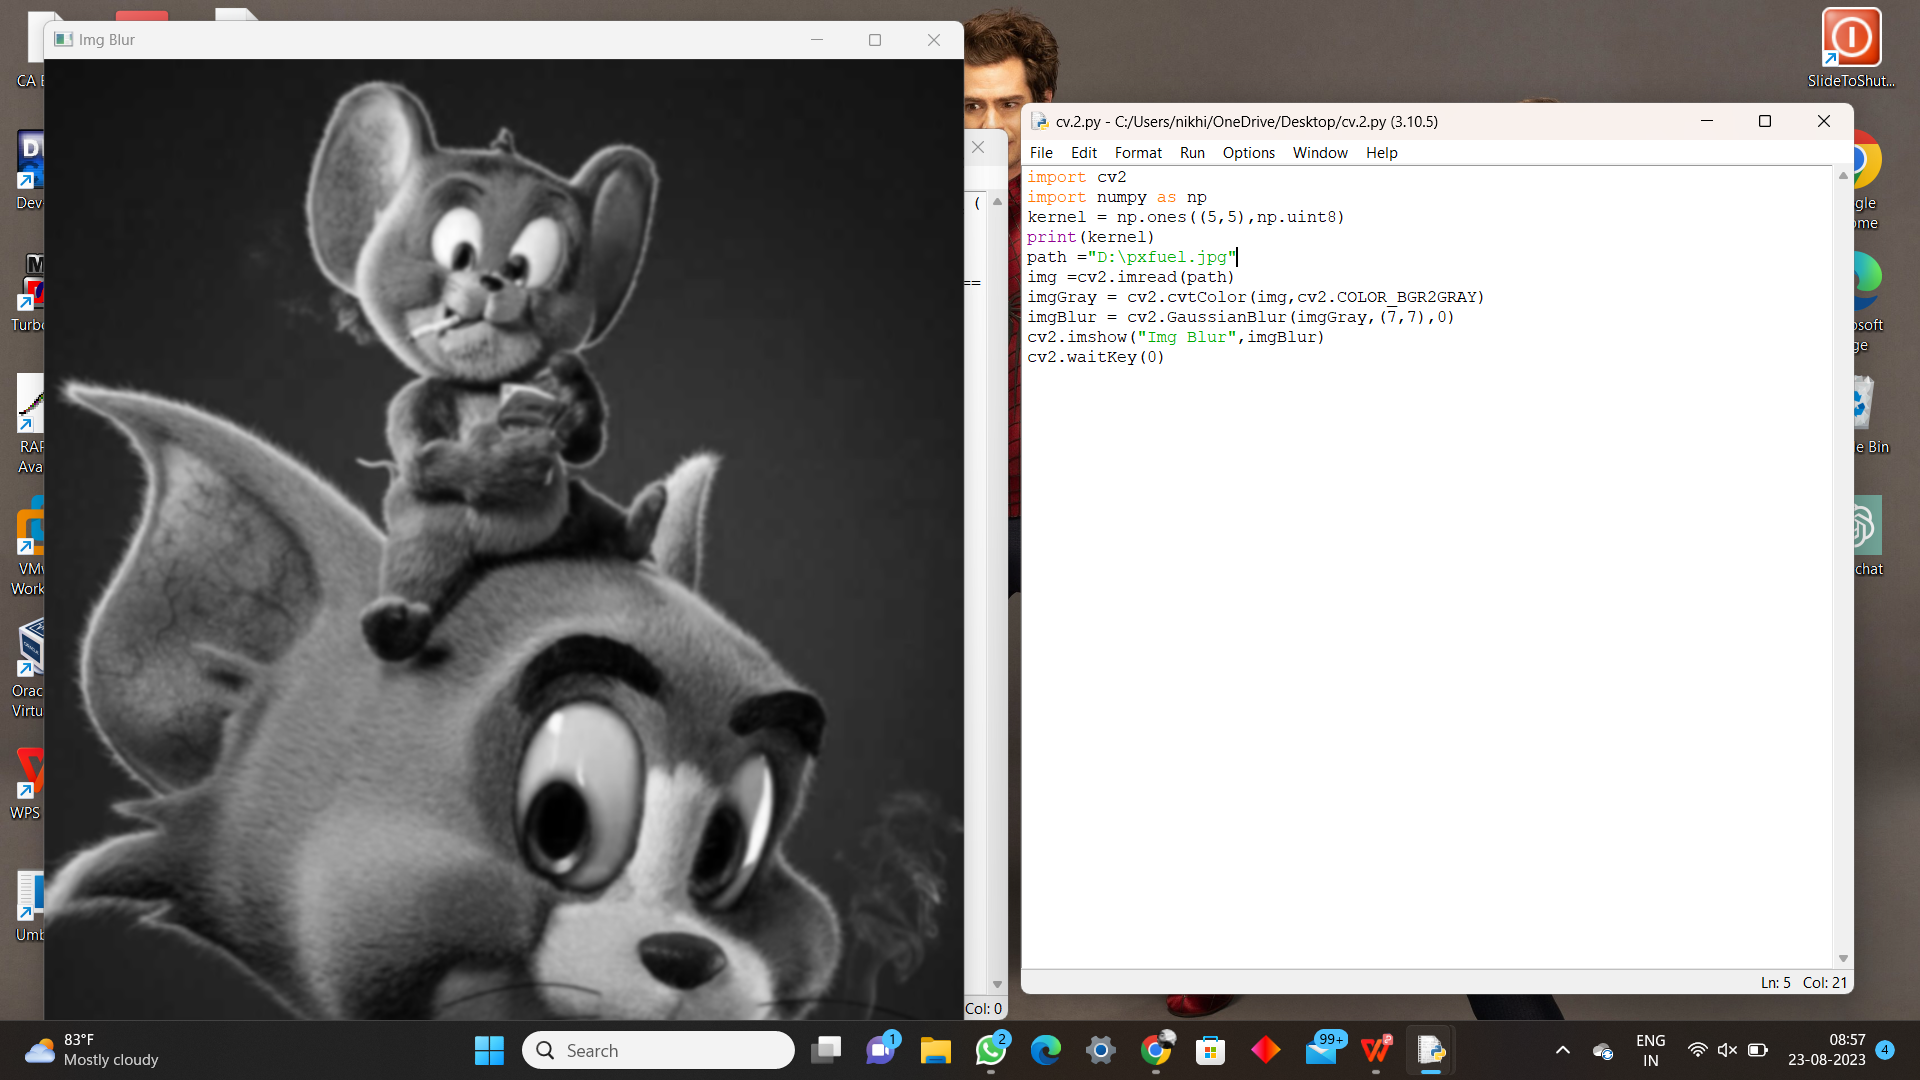 CA
Dev
Turbo
RAP
Ava
VM
Work
Orac
Virtu
WPS
Umb
Img Blur
(
==
Col: 0
SlideToShut...
gle
ome
osoft
ge
le Bin
chat
cv.2.py - C:/Users/nikhi/OneDrive/Desktop/cv.2.py (3.10.5)
File Edit Format Run Options Window Help
import cv2
import numpy as np
kernel = np.ones((5,5),np.uint8)
print(kernel)
path ="D:\pxfuel.jpg"
img =cv2.imread(path)
imgGray = cv2.cvtColor(img,cv2.COLOR_BGR2GRAY)
imgBlur = cv2.GaussianBlur(imgGray,(7,7),0)
cv2.imshow("Img Blur",imgBlur)
cv2.waitKey(0)
Ln: 5 Col: 21
83°F
Mostly cloudy
Search
1
2
99+
ENG
IN
08:57
23-08-2023
4